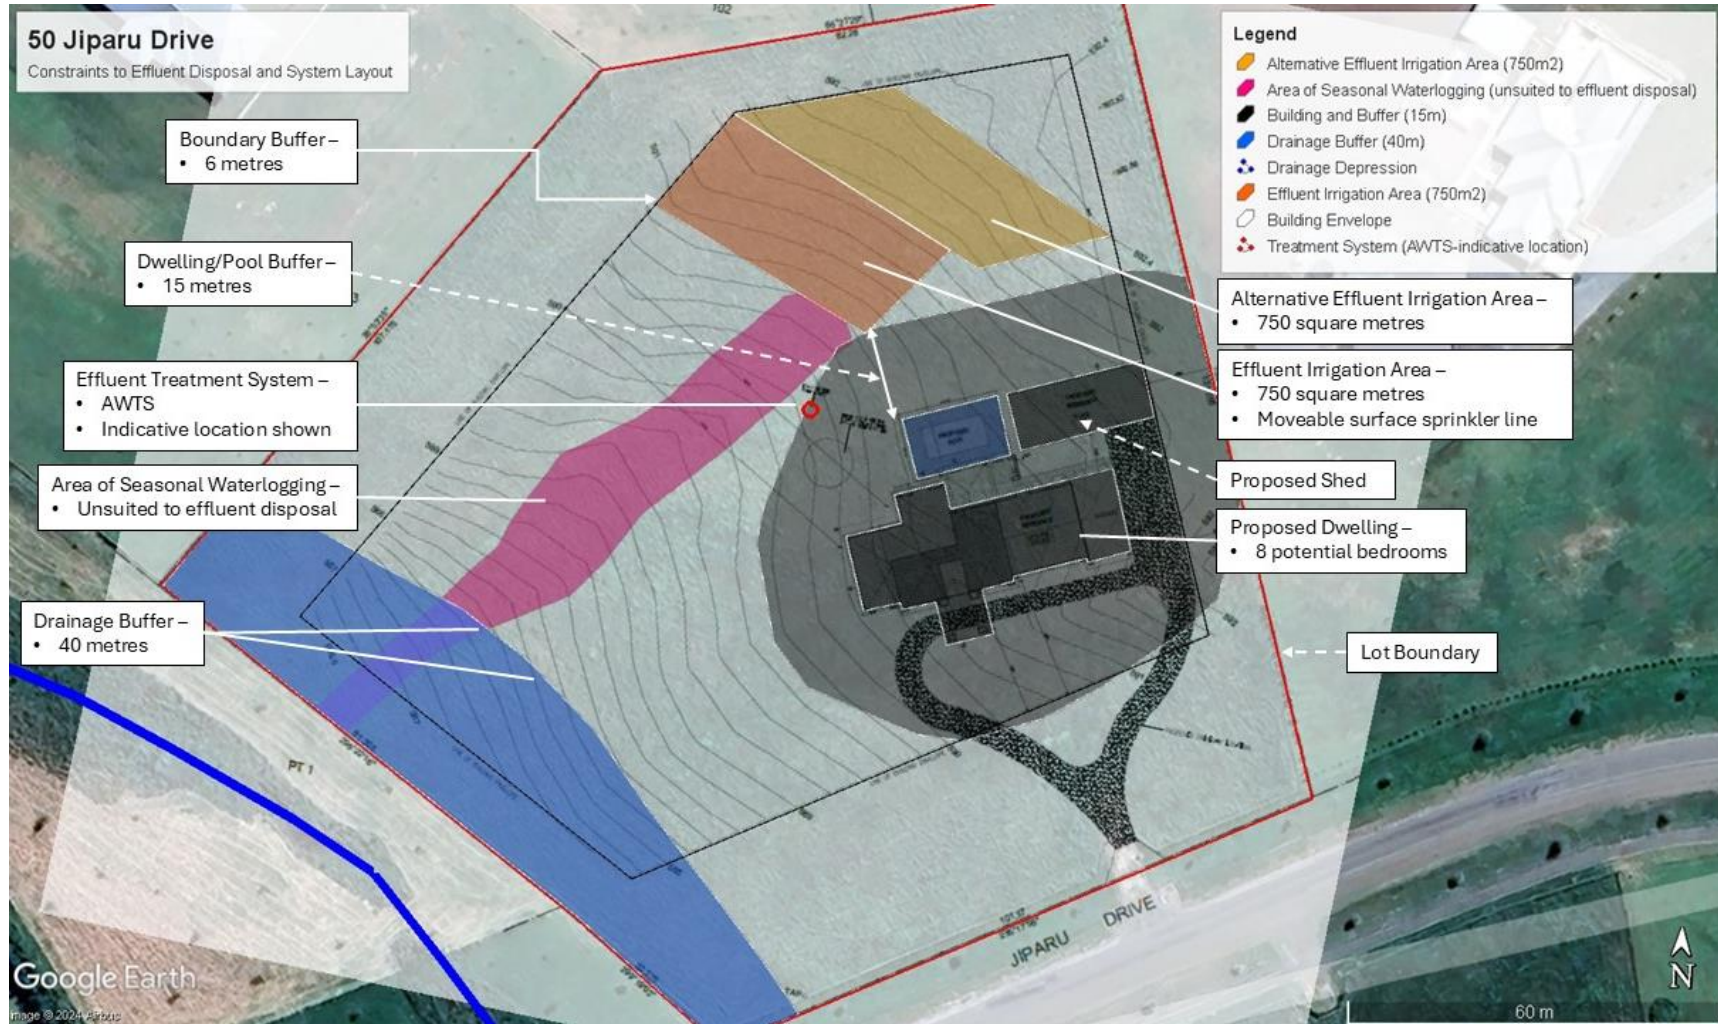 50 Jiparu Drive
Constraints to Effluent Disposal and System Layout
Legend
Alternative Effluent Irrigation Area (750m2)
Area of Seasonal Waterlogging (unsuited to effluent disposal)
Building and Buffer (15m)
Drainage Buffer (40m)
Drainage Depression
Effluent Irrigation Area (750m2)
Building Envelope
Treatment System (AWTS-indicative location)
Boundary Buffer –
• 6 metres
Dwelling/Pool Buffer –
• 15 metres
Effluent Treatment System –
• AWTS
• Indicative location shown
Area of Seasonal Waterlogging –
• Unsuited to effluent disposal
Drainage Buffer –
• 40 metres
Alternative Effluent Irrigation Area –
• 750 square metres
Effluent Irrigation Area –
• 750 square metres
• Moveable surface sprinkler line
Proposed Shed
Proposed Dwelling –
• 8 potential bedrooms
Lot Boundary
PT 1
JIPARU DRIVE
Google Earth
Image © 2024 Airbus
N
60 m